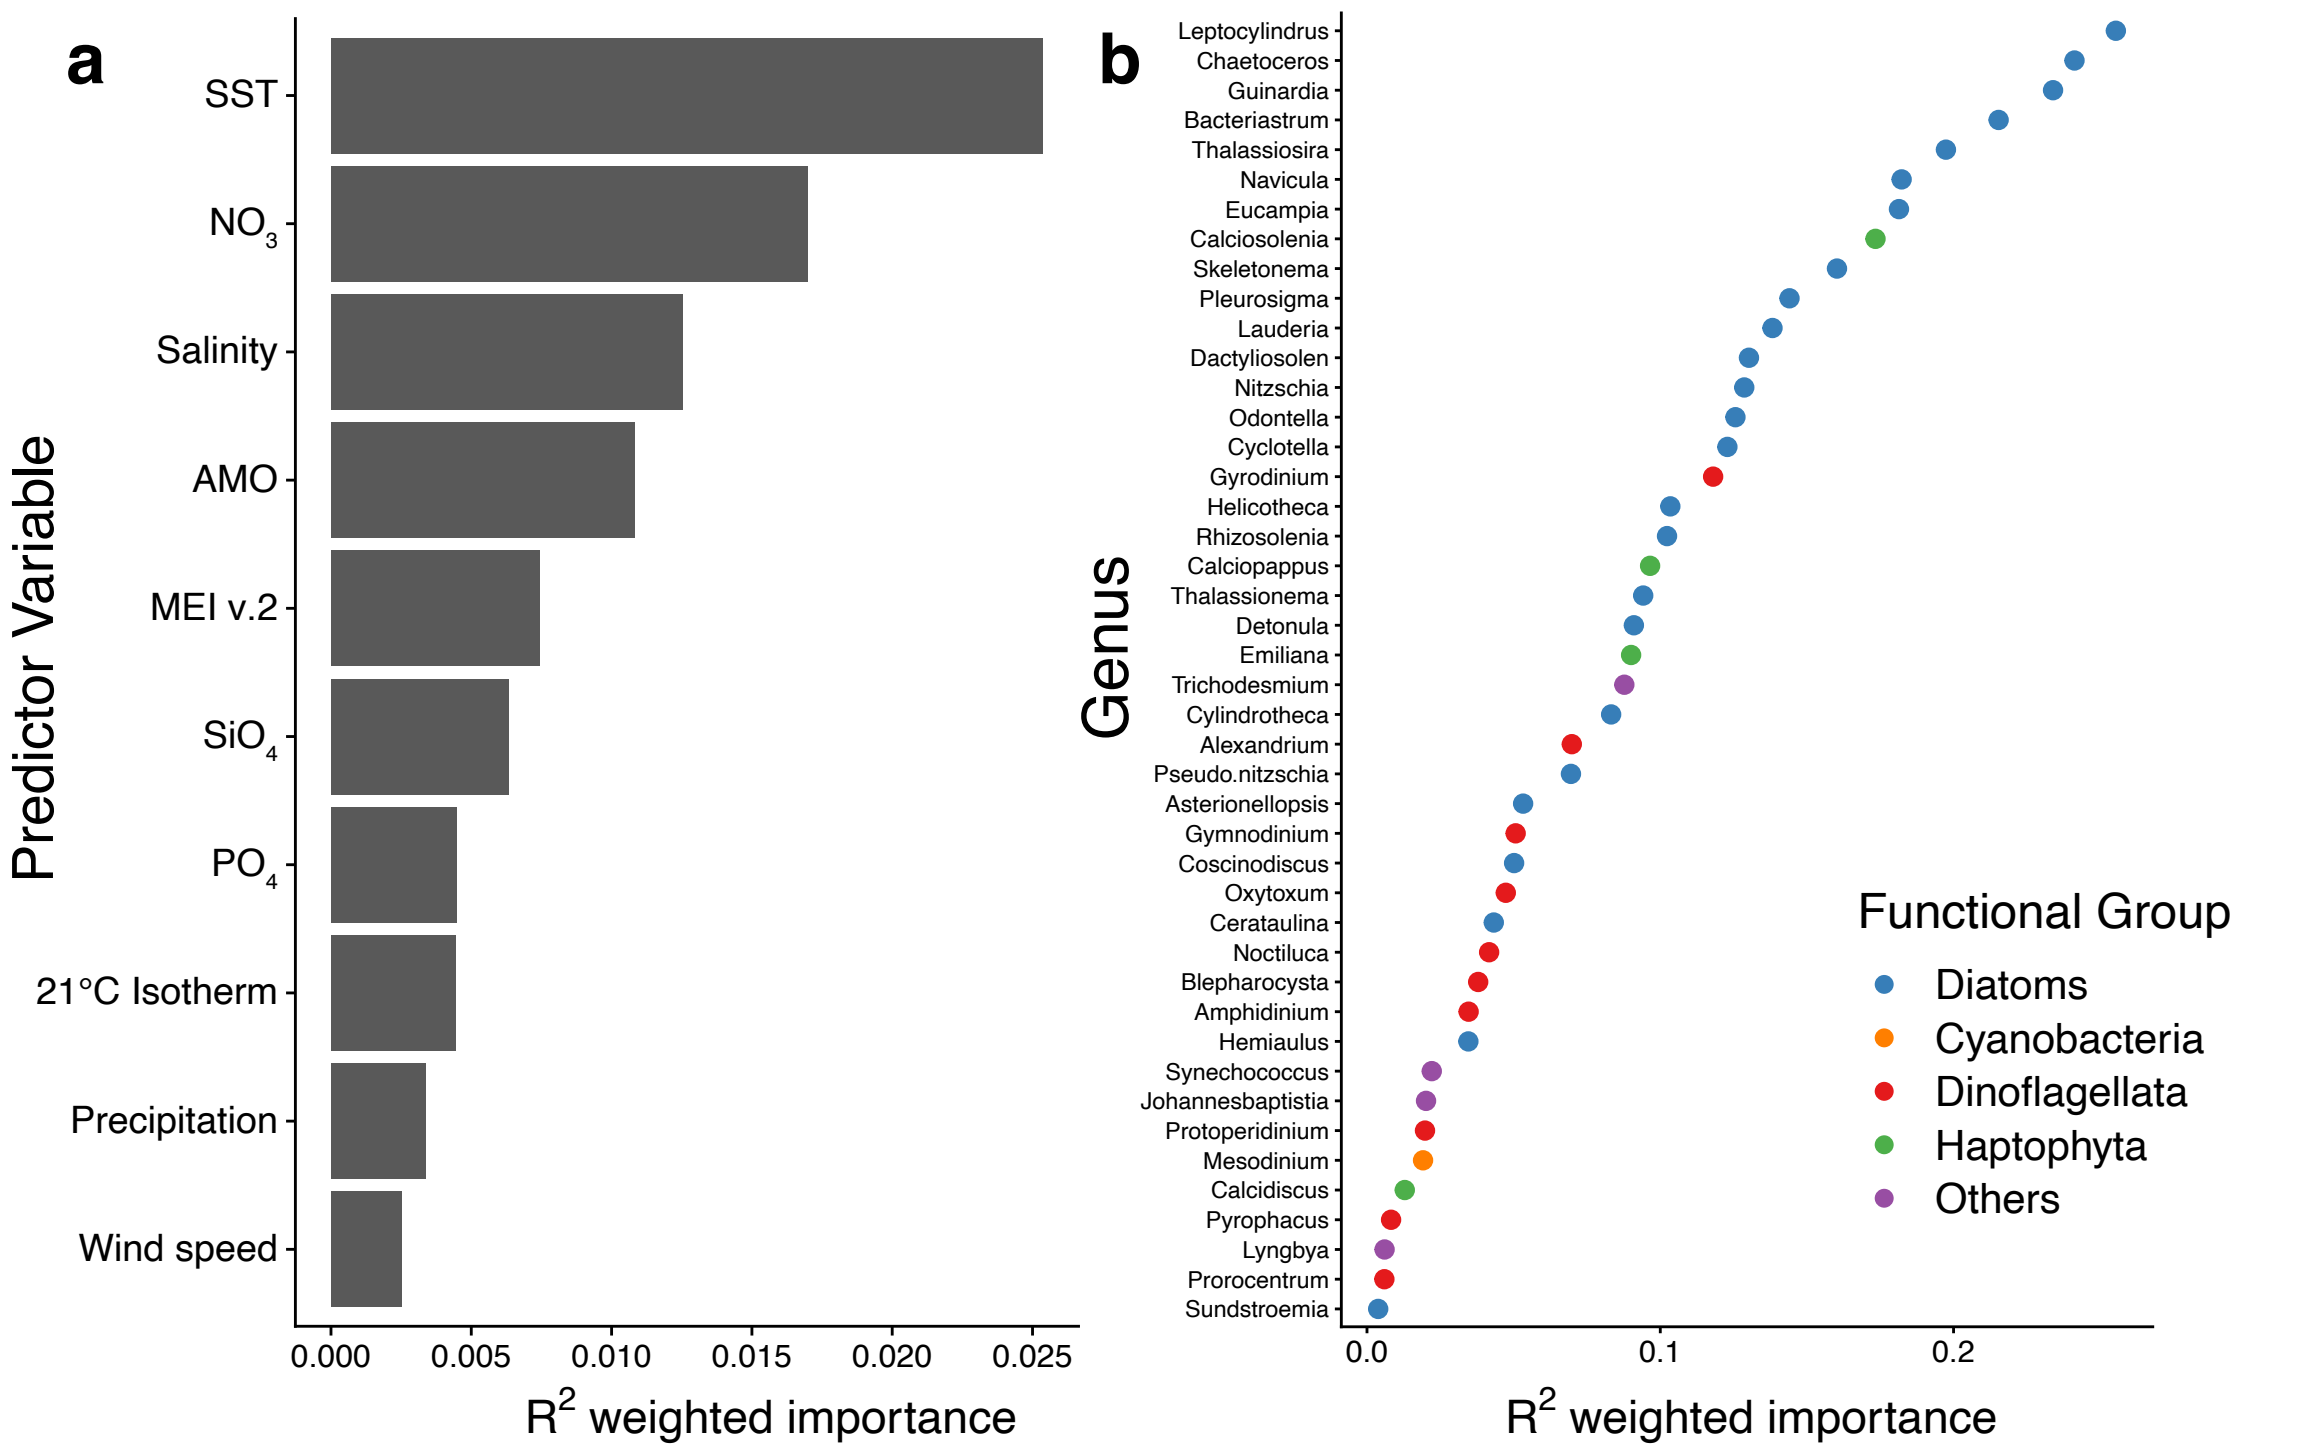 a
SST
NO3
Salinity
AMO
MEI v.2
SiO4
PO4
21°C Isotherm
Precipitation
Wind speed
Predictor Variable
0.000 0.005 0.010 0.015 0.020 0.025
R2 weighted importance
b
Leptocylindrus
Chaetoceros
Guinardia
Bacteriastrum
Thalassiosira
Navicula
Eucampia
Calciosolenia
Skeletonema
Pleurosigma
Lauderia
Dactyliosolen
Nitzschia
Odontella
Cyclotella
Gyrodinium
Helicotheca
Rhizosolenia
Calciopappus
Thalassionema
Detonula
Emiliana
Trichodesmium
Cylindrotheca
Alexandrium
Pseudo.nitzschia
Asterionellopsis
Gymnodinium
Coscinodiscus
Oxytoxum
Cerataulina
Noctiluca
Blepharocysta
Amphidinium
Hemiaulus
Synechococcus
Johannesbaptistia
Protoperidinium
Mesodinium
Calcidiscus
Pyrophacus
Lyngbya
Prorocentrum
Sundstroemia
Genus
0.0 0.1 0.2
R2 weighted importance
Functional Group
Diatoms
Cyanobacteria
Dinoflagellata
Haptophyta
Others